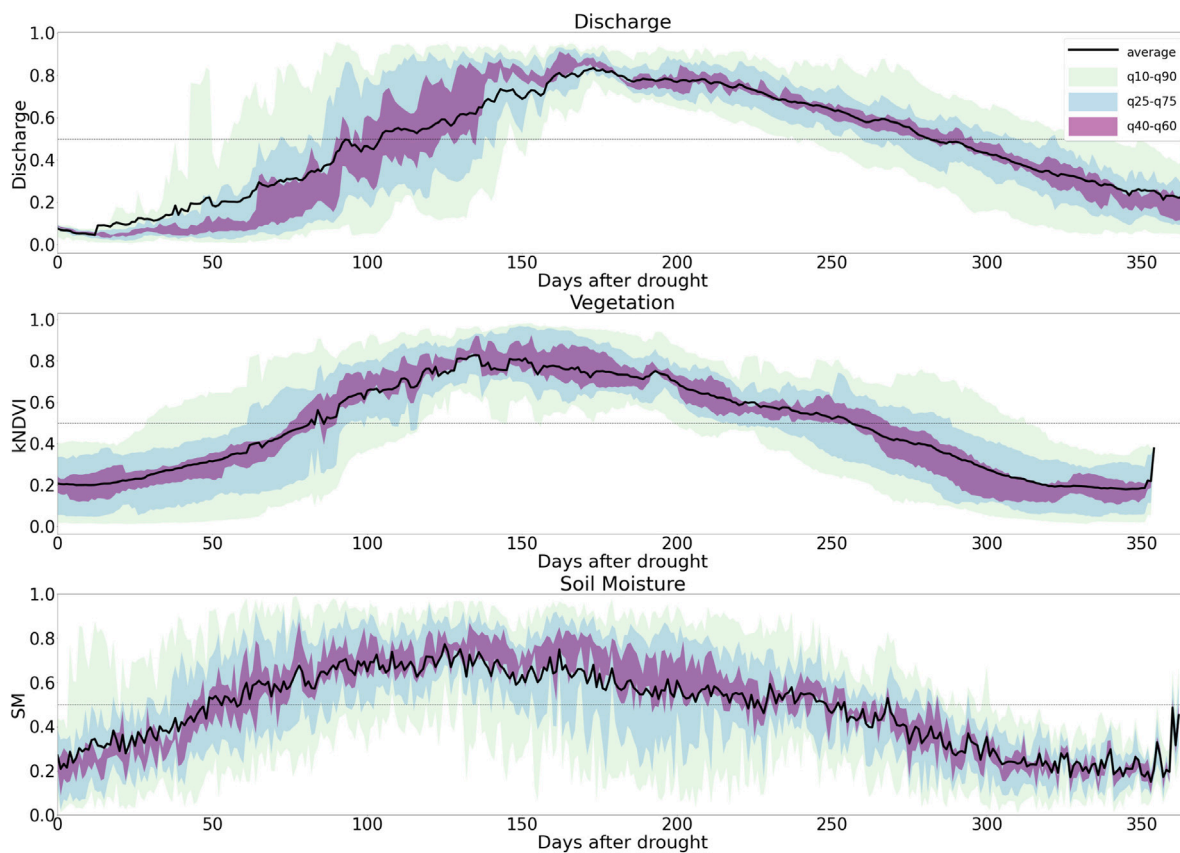 Discharge
1.0
0.8
0.6
0.4
0.2
0.0
Discharge
average
q10-q90
q25-q75
q40-q60
0 50 100 150 200 250 300 350
Days after drought
Vegetation
1.0
0.8
0.6
0.4
0.2
0.0
kNDVI
0 50 100 150 200 250 300 350
Days after drought
Soil Moisture
1.0
0.8
0.6
0.4
0.2
0.0
SM
0 50 100 150 200 250 300 350
Days after drought